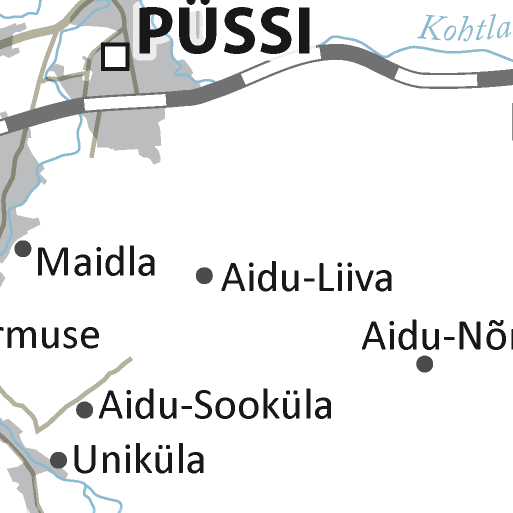 PÜSSI
Kohtla
Maidla
Aidu-Liiva
rmuse
Aidu-Nõ
Aidu-Sooküla
Uniküla